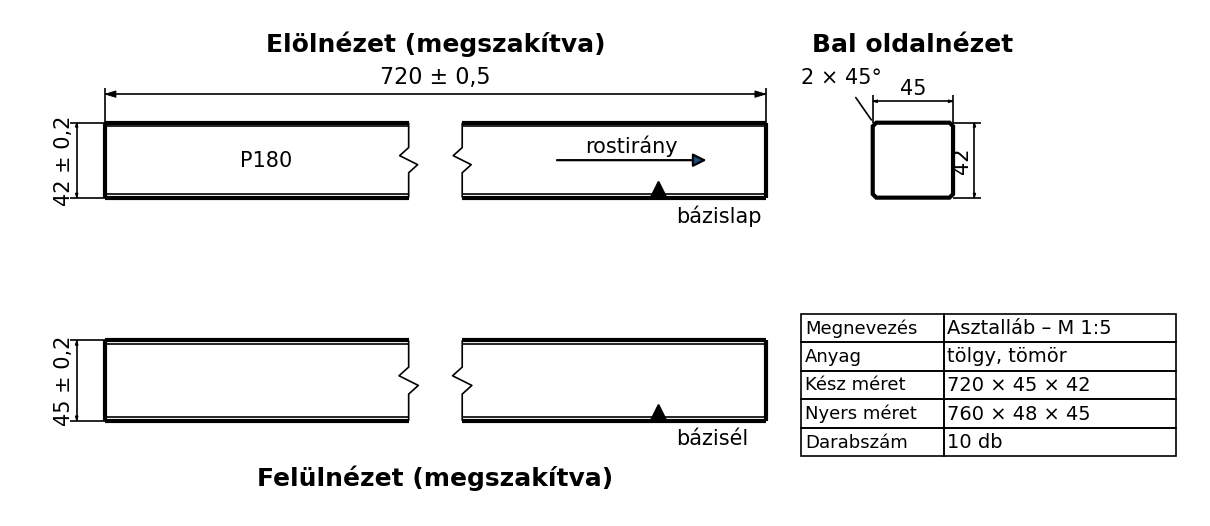 Elölnézet (megszakítva)
Bal oldalnézet
720 ± 0,5
2 × 45°
45
42 ± 0,2
P180
rostirány
42
bázislap
45 ± 0,2
bázisél
Felülnézet (megszakítva)
Megnevezés Asztalláb – M 1:5
Anyag tölgy, tömör
Kész méret 720 × 45 × 42
Nyers méret 760 × 48 × 45
Darabszám 10 db